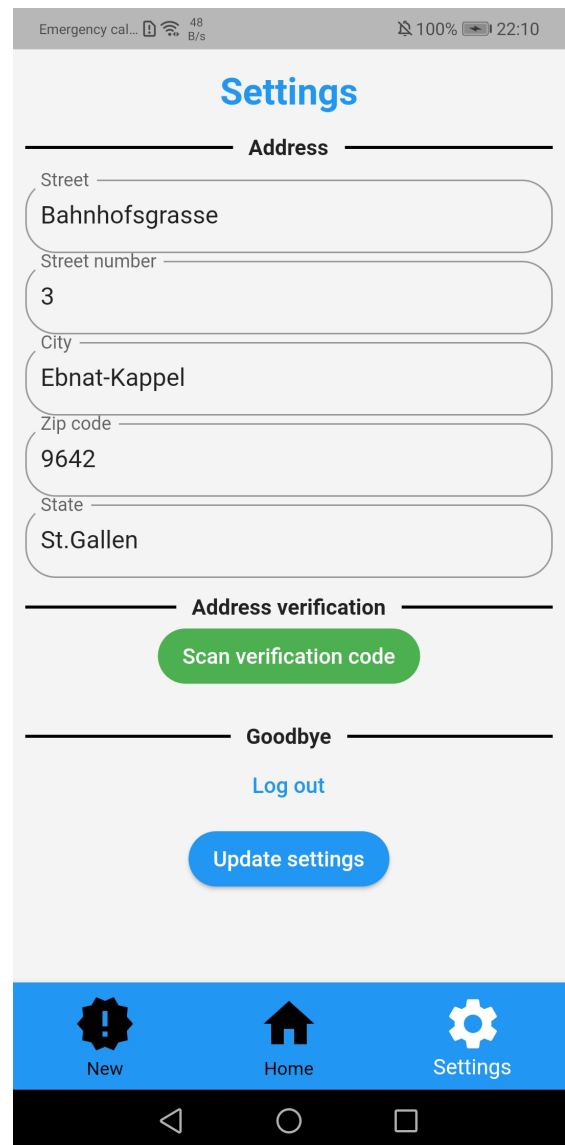 Emergency cal... 48 B/s 100% 22:10
Settings
Address
Street
Bahnhofsgrasse
Street number
3
City
Ebnat-Kappel
Zip code
9642
State
St.Gallen
Address verification
Scan verification code
Goodbye
Log out
Update settings
New Home Settings